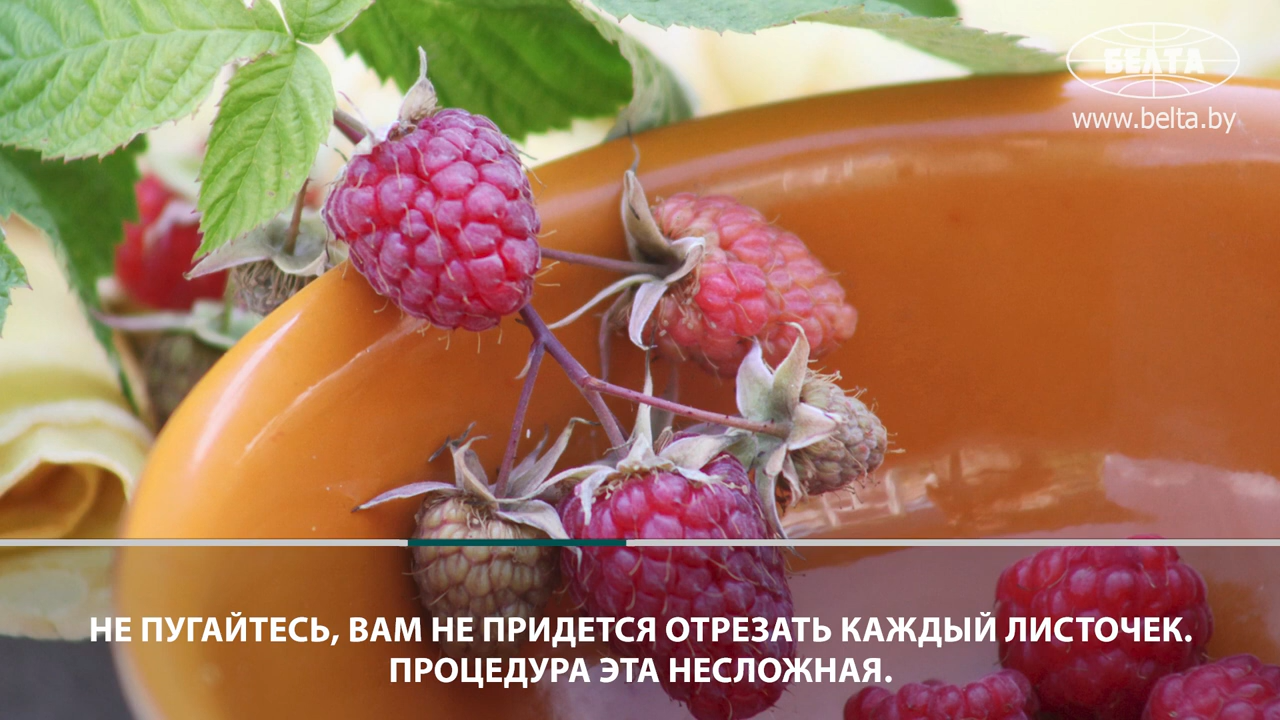 БЕЛТА
www.belta.by
НЕ ПУГАЙТЕСЬ, ВАМ НЕ ПРИДЕТСЯ ОТРЕЗАТЬ КАЖДЫЙ ЛИСТОЧЕК.
ПРОЦЕДУРА ЭТА НЕСЛОЖНАЯ.